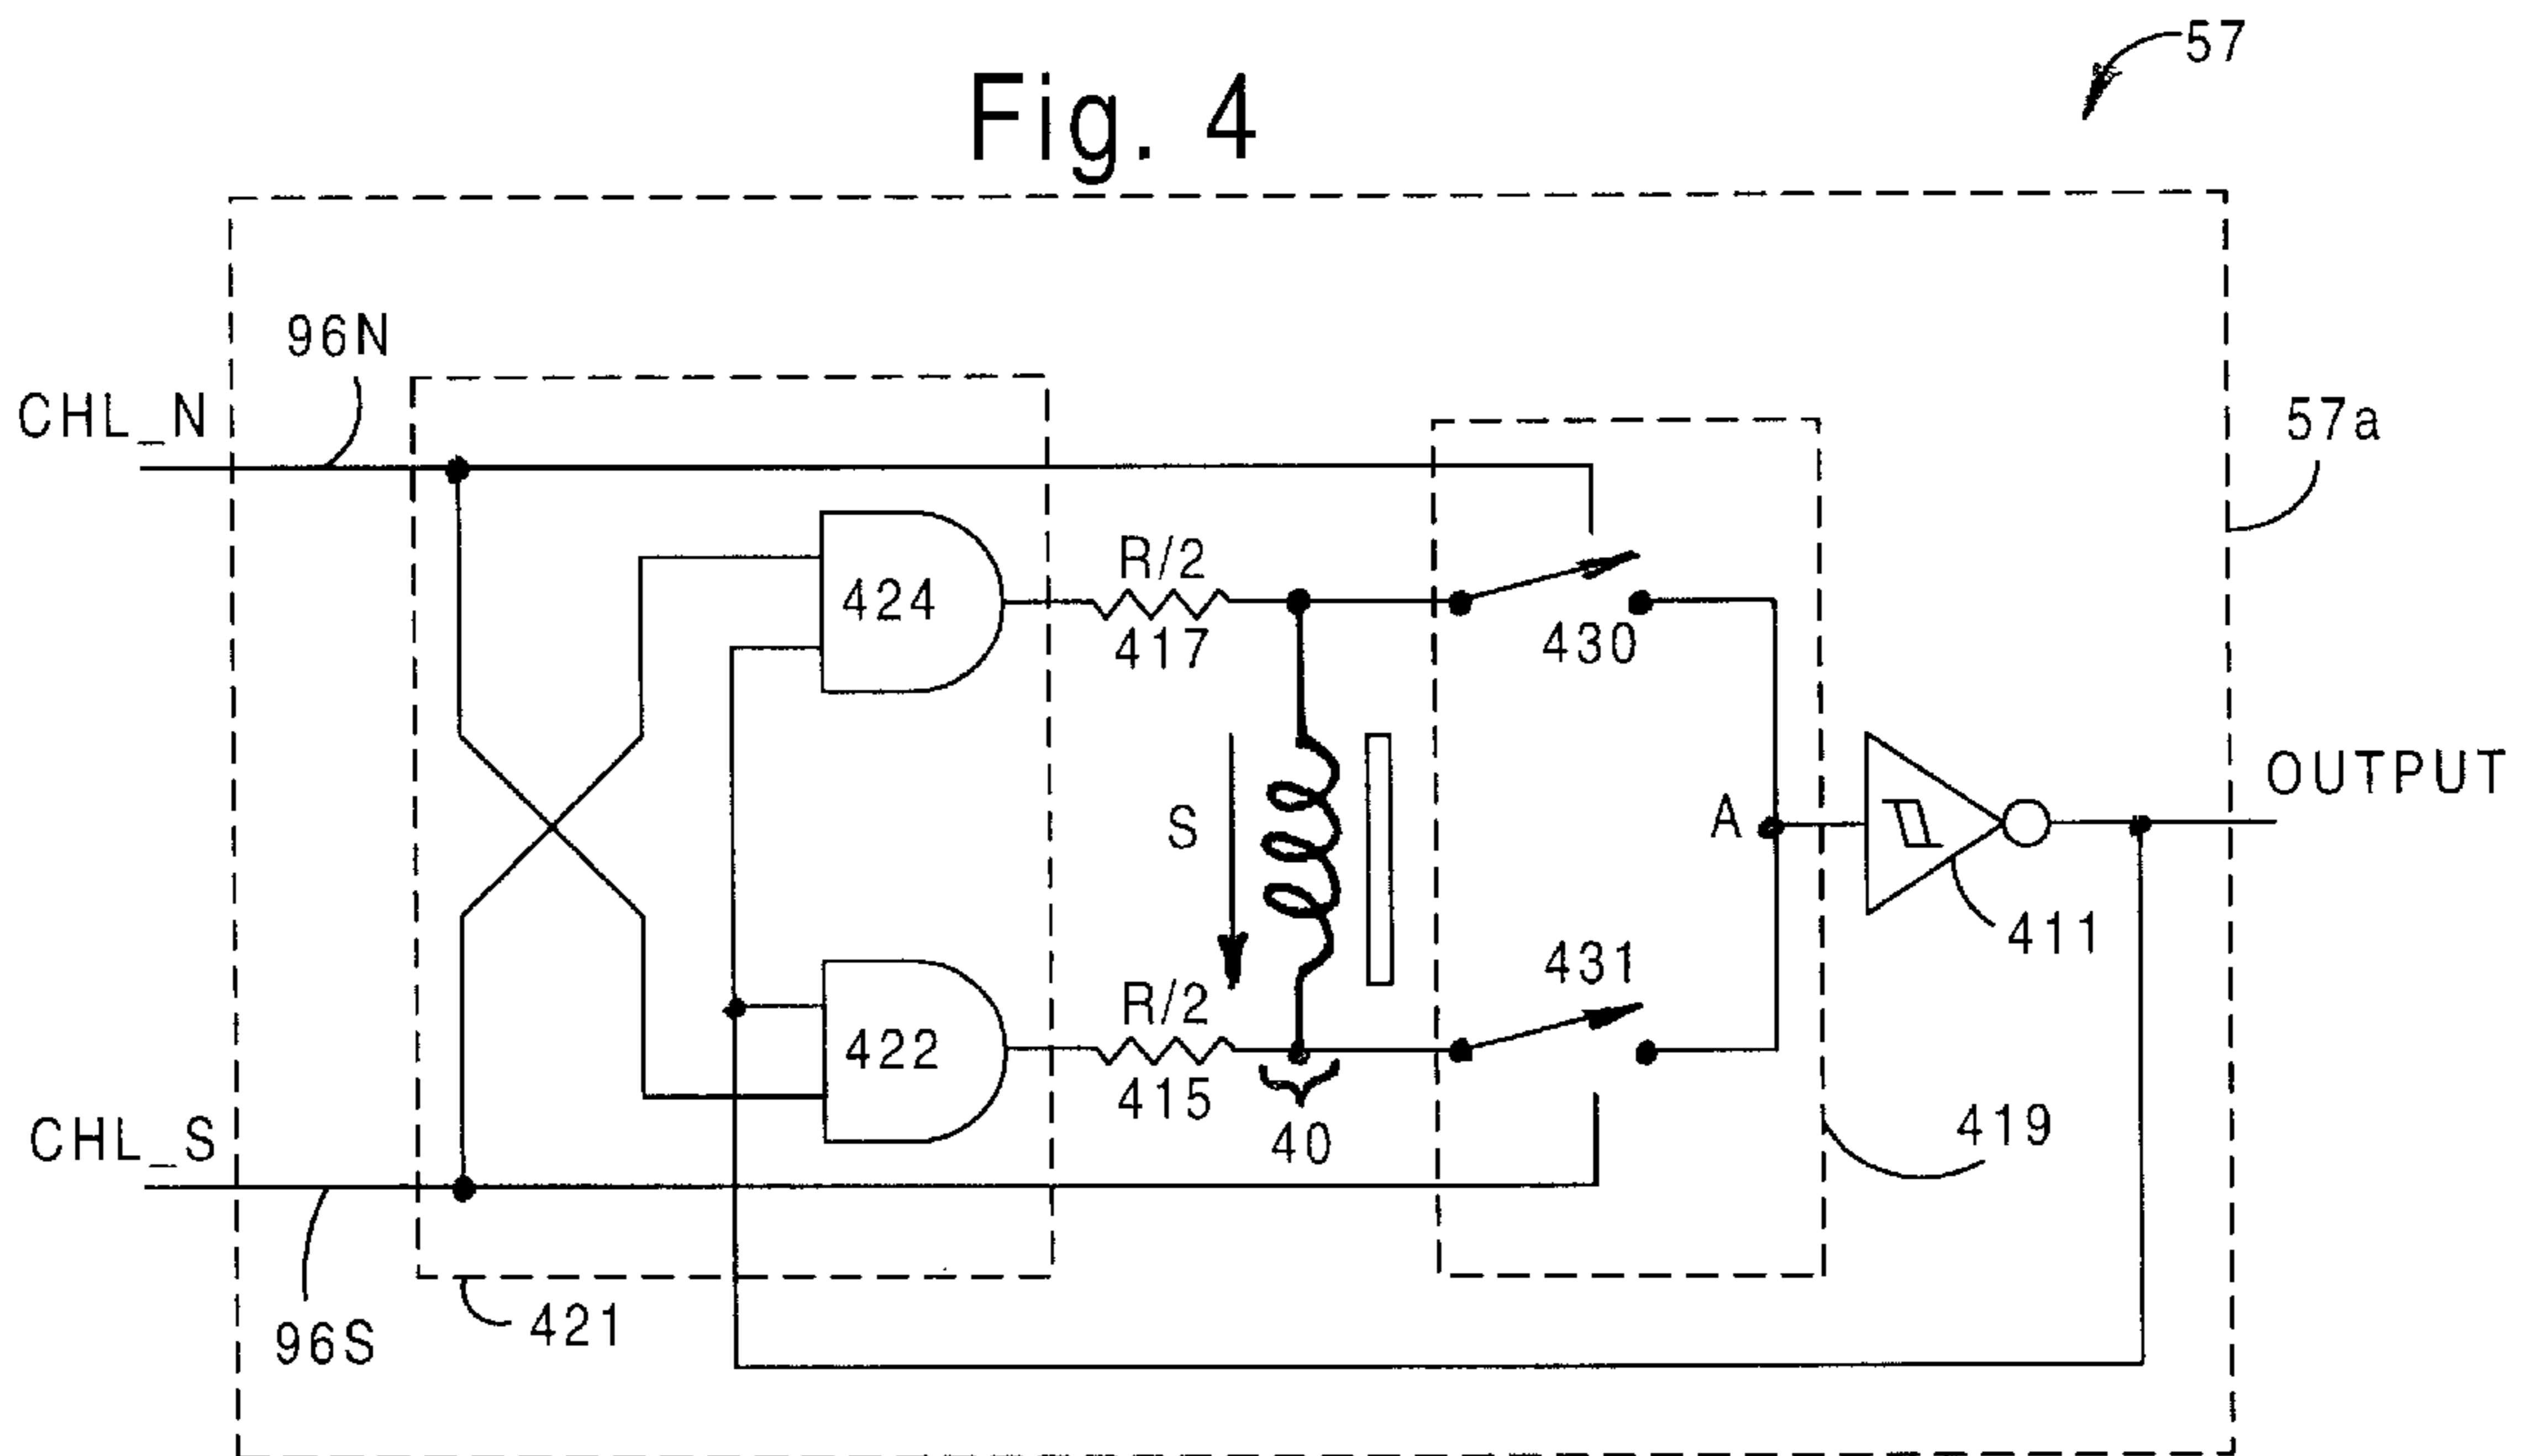 57
Fig. 4
96N
CHL_N
57a
424
R/2
417
430
S
A
OUTPUT
411
431
422
R/2
415
40
419
CHL_S
96S
421